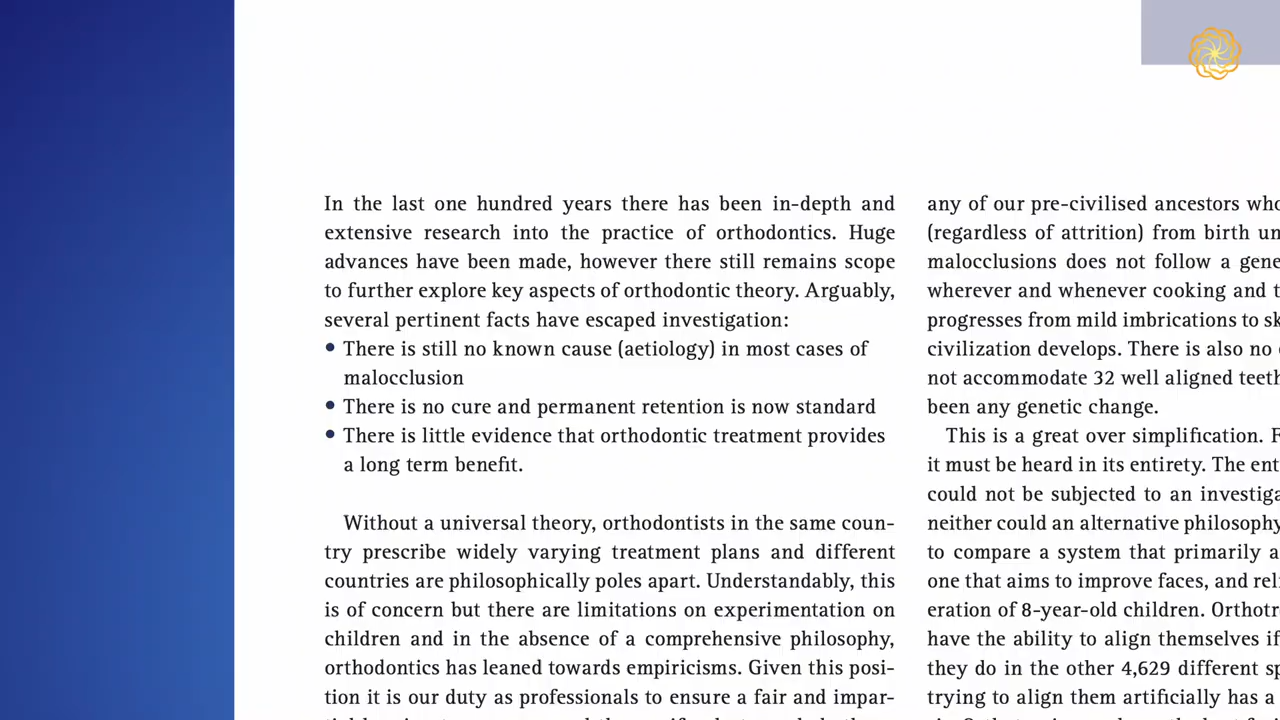 In the last one hundred years there has been in-depth and
extensive research into the practice of orthodontics. Huge
advances have been made, however there still remains scope
to further explore key aspects of orthodontic theory. Arguably,
several pertinent facts have escaped investigation:
• There is still no known cause (aetiology) in most cases of
malocclusion
• There is no cure and permanent retention is now standard
• There is little evidence that orthodontic treatment provides
a long term benefit.
Without a universal theory, orthodontists in the same coun-
try prescribe widely varying treatment plans and different
countries are philosophically poles apart. Understandably, this
is of concern but there are limitations on experimentation on
children and in the absence of a comprehensive philosophy,
orthodontics has leaned towards empiricisms. Given this posi-
tion it is our duty as professionals to ensure a fair and impar-
any of our pre-civilised ancestors who
(regardless of attrition) from birth un
malocclusions does not follow a gene
wherever and whenever cooking and t
progresses from mild imbrications to sk
civilization develops. There is also no
not accommodate 32 well aligned teeth
been any genetic change.
This is a great over simplification. F
it must be heard in its entirety. The ent
could not be subjected to an investiga
neither could an alternative philosophy
to compare a system that primarily a
one that aims to improve faces, and reli
eration of 8-year-old children. Orthotr
have the ability to align themselves if
they do in the other 4,629 different sp
trying to align them artificially has a